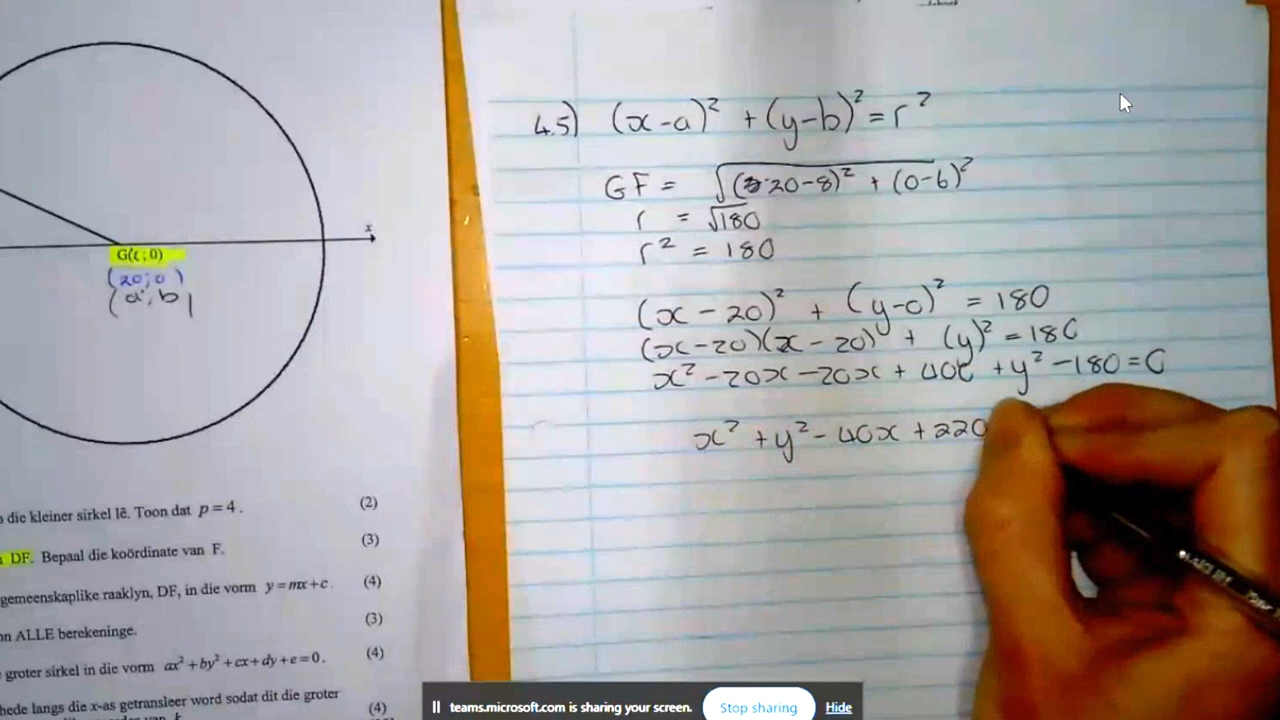 x
G(t ; 0)
(20;0)
(a; b)
o die kleiner sirkel lê. Toon dat p = 4 . (2)
DF. Bepaal die koördinate van F. (3)
gemeenskaplike raaklyn, DF, in die vorm y = mx + c . (4)
on ALLE berekeninge. (3)
groter sirkel in die vorm ax² + by² + cx + dy + e = 0 . (4)
hede langs die x-as getransleer word sodat dit die groter (4)
4.5) (x-a)² + (y-b)² = r²
GF = √(20-8)² + (0-6)²
r = √180
r² = 180
(x - 20)² + (y-0)² = 180
(x-20)(x-20) + (y)² = 180
x² - 20x - 20x + 400 + y² - 180 = 0
x² + y² - 40x + 220
teams.microsoft.com is sharing your screen. Stop sharing Hide